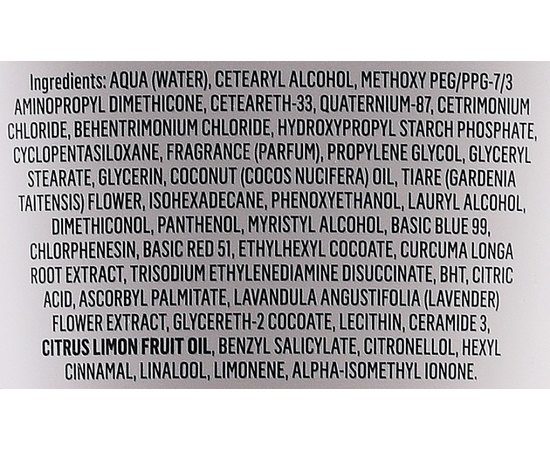 Ingredients: AQUA (WATER), CETEARYL ALCOHOL, METHOXY PEG/PPG-7/3
AMINOPROPYL DIMETHICONE, CETEARETH-33, QUATERNIUM-87, CETRIMONIUM
CHLORIDE, BEHENTRIMONIUM CHLORIDE, HYDROXYPROPYL STARCH PHOSPHATE,
CYCLOPENTASILOXANE, FRAGRANCE (PARFUM), PROPYLENE GLYCOL, GLYCERYL
STEARATE, GLYCERIN, COCONUT (COCOS NUCIFERA) OIL, TIARE (GARDENIA
TAITENSIS) FLOWER, ISOHEXADECANE, PHENOXYETHANOL, LAURYL ALCOHOL,
DIMETHICONOL, PANTHENOL, MYRISTYL ALCOHOL, BASIC BLUE 99,
CHLORPHENESIN, BASIC RED 51, ETHYLHEXYL COCOATE, CURCUMA LONGA
ROOT EXTRACT, TRISODIUM ETHYLENEDIAMINE DISUCCINATE, BHT, CITRIC
ACID, ASCORBYL PALMITATE, LAVANDULA ANGUSTIFOLIA (LAVENDER)
FLOWER EXTRACT, GLYCERETH-2 COCOATE, LECITHIN, CERAMIDE 3,
CITRUS LIMON FRUIT OIL, BENZYL SALICYLATE, CITRONELLOL, HEXYL
CINNAMAL, LINALOOL, LIMONENE, ALPHA-ISOMETHYL IONONE.